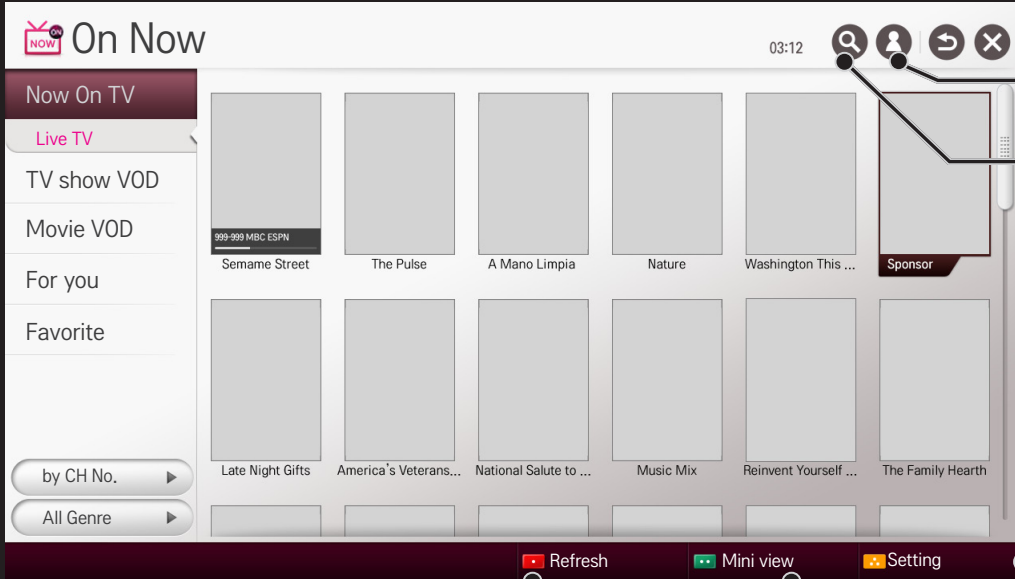 ON
NOW
On Now
03:12
Now On TV
Live TV
TV show VOD
Movie VOD
For you
Favorite
by CH No.
All Genre
999-999 MBC ESPN
Semame Street
The Pulse
A Mano Limpia
Nature
Washington This ...
Sponsor
Late Night Gifts
America's Veterans...
National Salute to ...
Music Mix
Reinvent Yourself ...
The Family Hearth
Refresh
Mini view
Setting